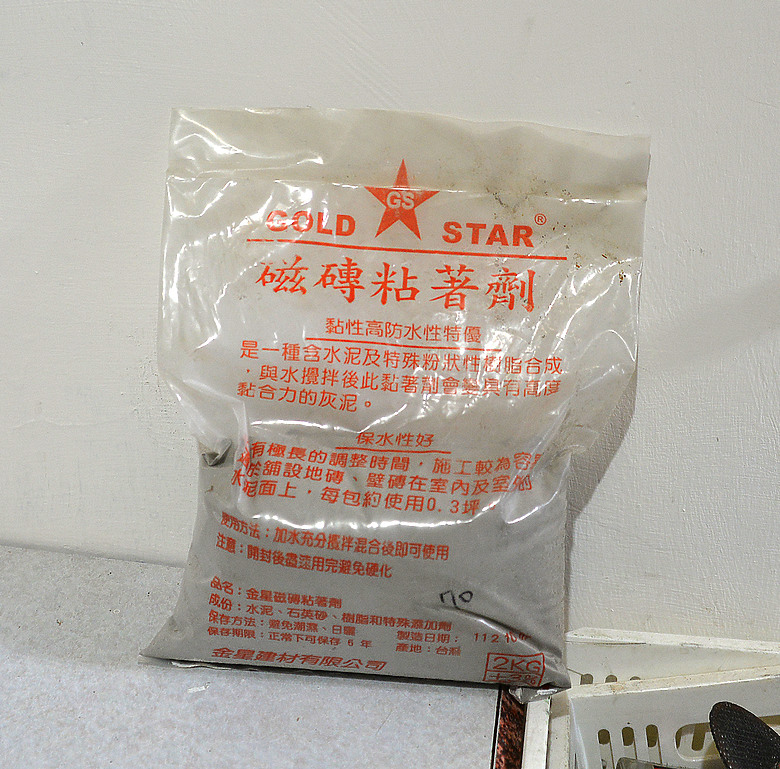 GS
GOLD STAR®
磁磚粘著劑
黏性高防水性特優
是一種含水泥及特殊粉狀性樹脂合成
，與水攪拌後此黏著劑會變具有高度
黏合力的灰泥。
保水性好
有極長的調整時間，施工較為容
於舖設地磚、壁磚在室內及室
水泥面上，每包約使用0.3坪
使用方法：加水充分攪拌混合後即可使用
注意：開封後盡速用完避免硬化
70
品名：金星磁磚粘著劑
成份：水泥、石英砂、樹脂和特殊添加劑
保存方法：避免潮濕、日曬 製造日期：112
保存期限：正常下可保存6年 產地：台
金星建材有限公司
2KG